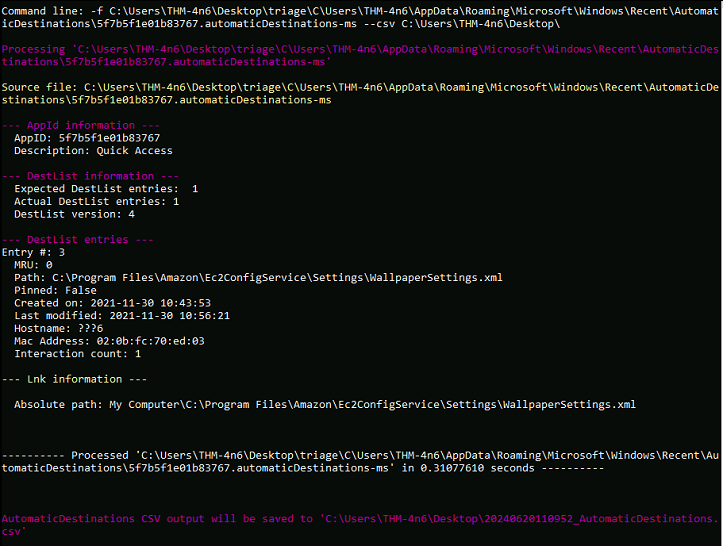 Command line: -f C:\Users\THM-4n6\Desktop\triage\C\Users\THM-4n6\AppData\Roaming\Microsoft\Windows\Recent\Automat
icDestinations\5f7b5f1e01b83767.automaticDestinations-ms --csv C:\Users\THM-4n6\Desktop\
Processing 'C:\Users\THM-4n6\Desktop\triage\C\Users\THM-4n6\AppData\Roaming\Microsoft\Windows\Recent\AutomaticDes
tinations\5f7b5f1e01b83767.automaticDestinations-ms'
Source file: C:\Users\THM-4n6\Desktop\triage\C\Users\THM-4n6\AppData\Roaming\Microsoft\Windows\Recent\AutomaticDe
stinations\5f7b5f1e01b83767.automaticDestinations-ms
--- AppId information ---
AppID: 5f7b5f1e01b83767
Description: Quick Access
--- DestList information ---
Expected DestList entries:  1
Actual DestList entries: 1
DestList version: 4
--- DestList entries ---
Entry #: 3
MRU: 0
Path: C:\Program Files\Amazon\Ec2ConfigService\Settings\WallpaperSettings.xml
Pinned: False
Created on: 2021-11-30 10:43:53
Last modified: 2021-11-30 10:56:21
Hostname: ???6
Mac Address: 02:0b:fc:70:ed:03
Interaction count: 1
--- Lnk information ---
Absolute path: My Computer\C:\Program Files\Amazon\Ec2ConfigService\Settings\WallpaperSettings.xml
---------- Processed 'C:\Users\THM-4n6\Desktop\triage\C\Users\THM-4n6\AppData\Roaming\Microsoft\Windows\Recent\Au
tomaticDestinations\5f7b5f1e01b83767.automaticDestinations-ms' in 0.31077610 seconds ----------
AutomaticDestinations CSV output will be saved to 'C:\Users\THM-4n6\Desktop\20240620110952_AutomaticDestinations.
csv'